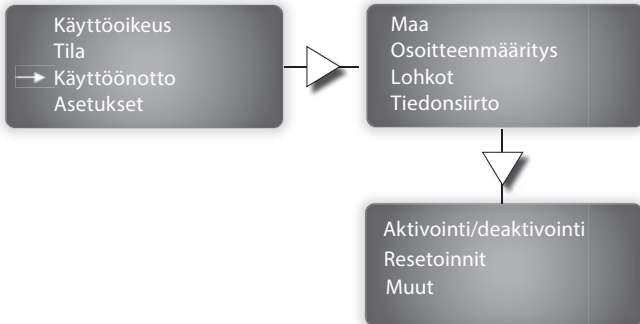 Käyttöoikeus
Tila
Käyttöönotto
Asetukset
Maa
Osoitteenmääritys
Lohkot
Tiedonsiirto
Aktivointi/deaktivointi
Resetoinnit
Muut